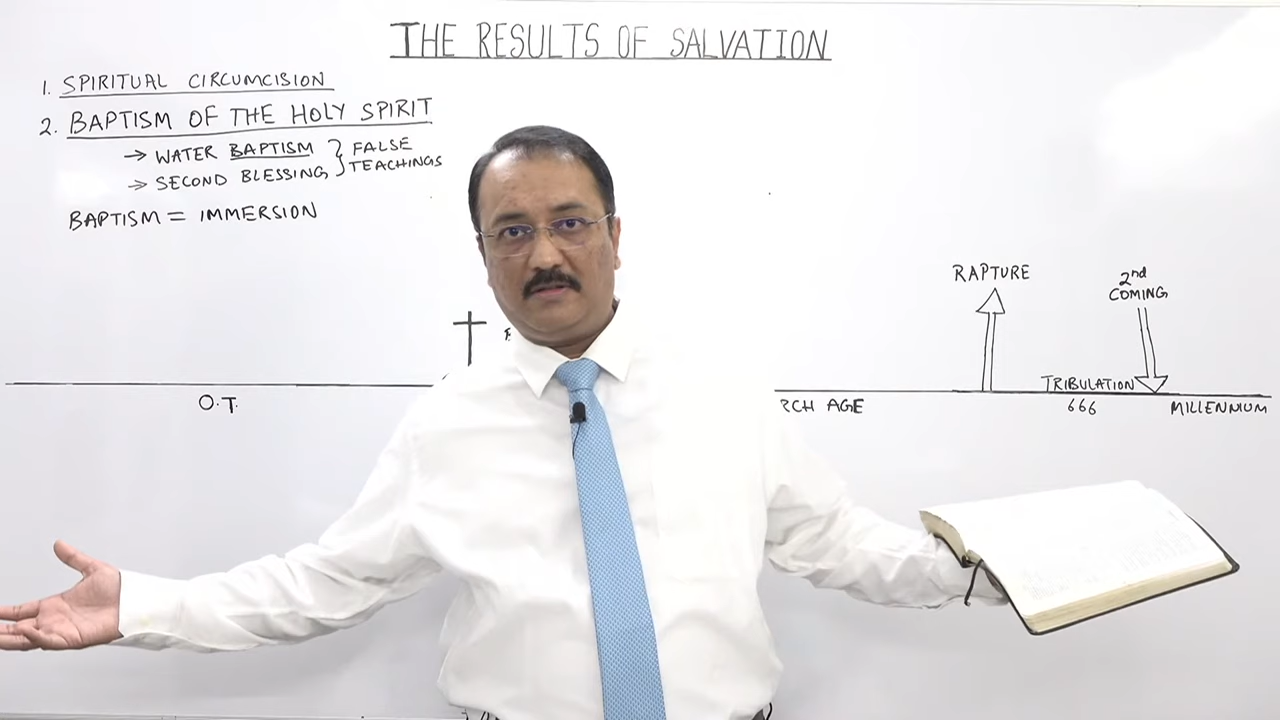 THE RESULTS OF SALVATION
1. SPIRITUAL CIRCUMCISION
2. BAPTISM OF THE HOLY SPIRIT
→ WATER BAPTISM } FALSE
→ SECOND BLESSING } TEACHINGS
BAPTISM = IMMERSION
RAPTURE
2nd
COMING
TRIBULATION
O.T.
RCH AGE
666
MILLENNIUM